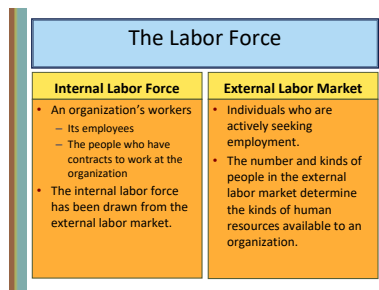 The Labor Force
Internal Labor Force
• An organization's workers
– Its employees
– The people who have
contracts to work at the
organization
• The internal labor force
has been drawn from the
external labor market.
External Labor Market
• Individuals who are
actively seeking
employment.
• The number and kinds of
people in the external
labor market determine
the kinds of human
resources available to an
organization.